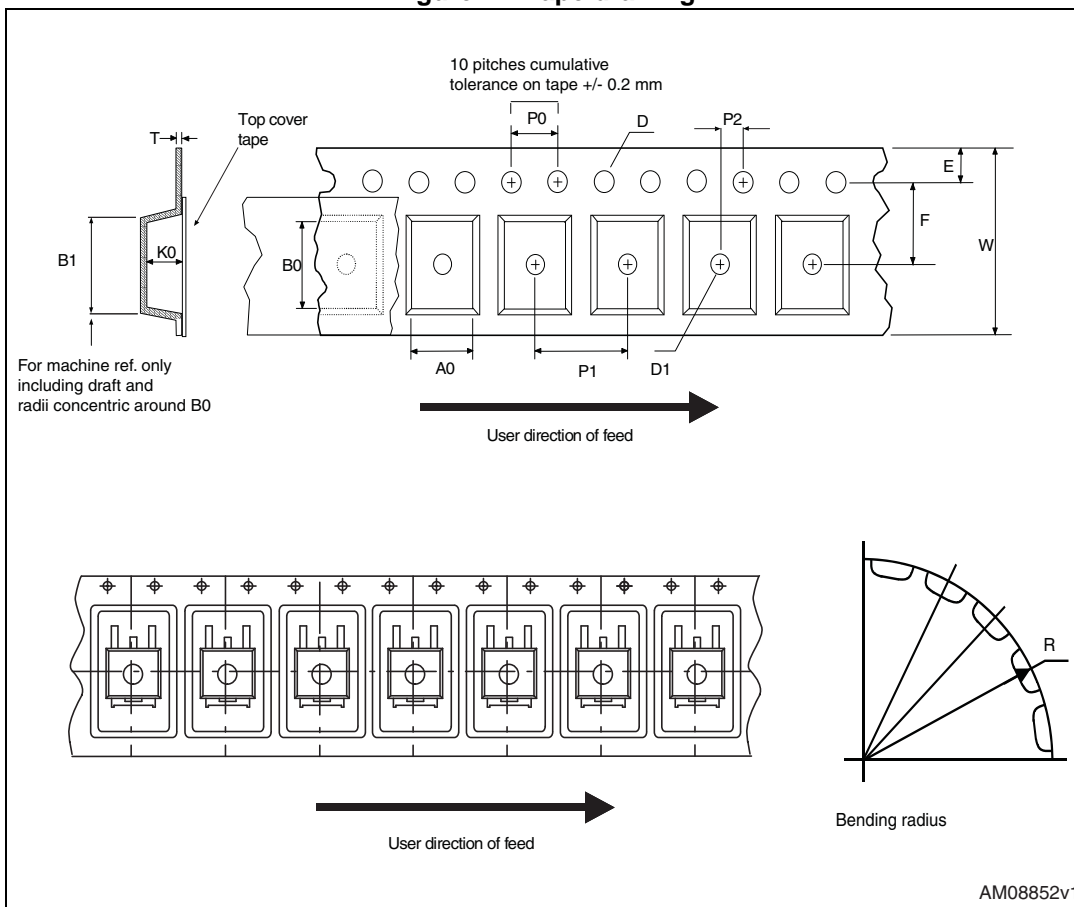 10 pitches cumulative
tolerance on tape +/- 0.2 mm
T
Top cover
tape
P0
D
P2
E
F
W
B1
K0
B0
For machine ref. only
including draft and
radii concentric around B0
A0
P1
D1
User direction of feed
R
Bending radius
User direction of feed
AM08852v1